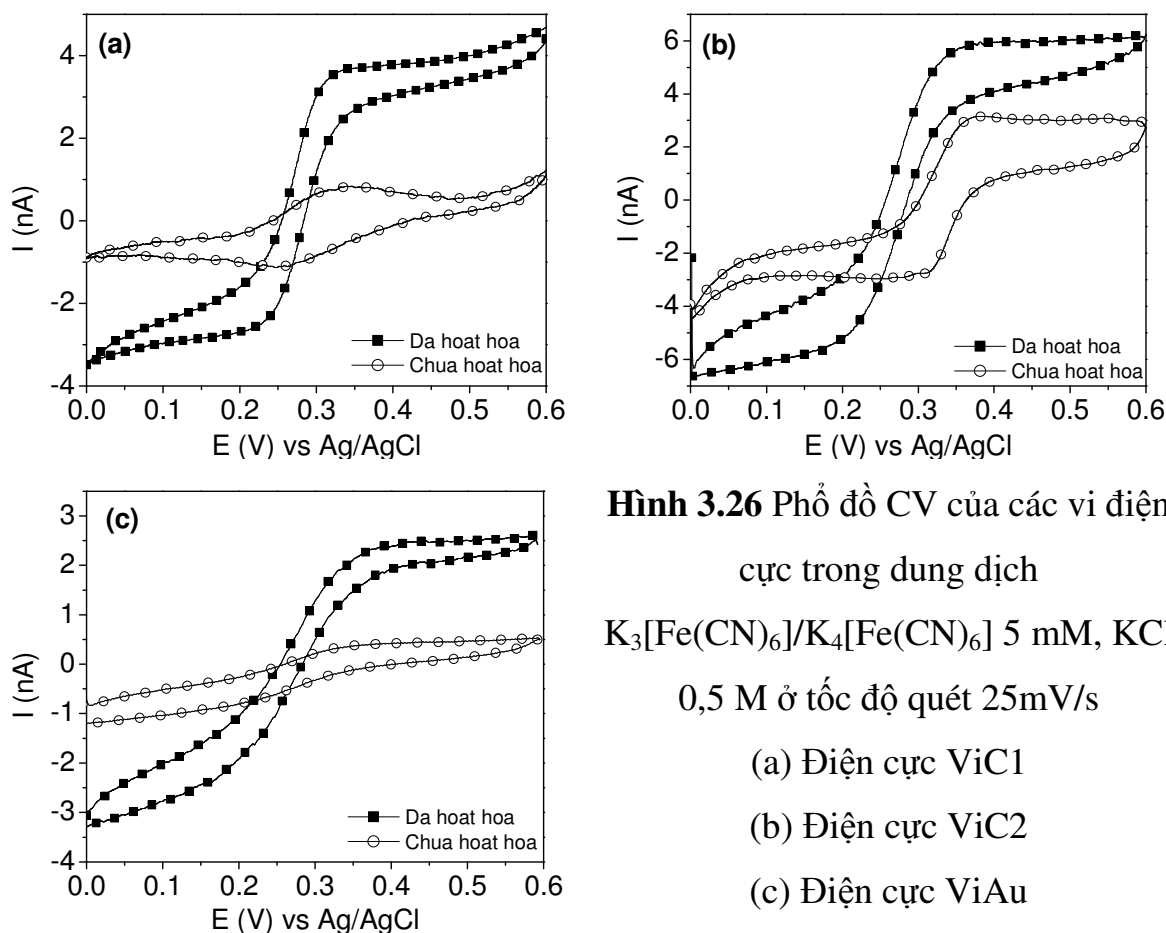 (a)
I (nA)
4
2
0
-2
-4
0.0 0.1 0.2 0.3 0.4 0.5 0.6
E (V) vs Ag/AgCl
Da hoat hoa
Chua hoat hoa
(b)
I (nA)
6
4
2
0
-2
-4
-6
0.0 0.1 0.2 0.3 0.4 0.5 0.6
E (V) vs Ag/AgCl
Da hoat hoa
Chua hoat hoa
(c)
I (nA)
3
2
1
0
-1
-2
-3
-4
0.0 0.1 0.2 0.3 0.4 0.5 0.6
E (V) vs Ag/AgCl
Da hoat hoa
Chua hoat hoa
Hình 3.26 Phổ đồ CV của các vi điện
cực trong dung dịch
K₃[Fe(CN)₆]/K₄[Fe(CN)₆] 5 mM, KCl
0,5 M ở tốc độ quét 25mV/s
(a) Điện cực ViC1
(b) Điện cực ViC2
(c) Điện cực ViAu